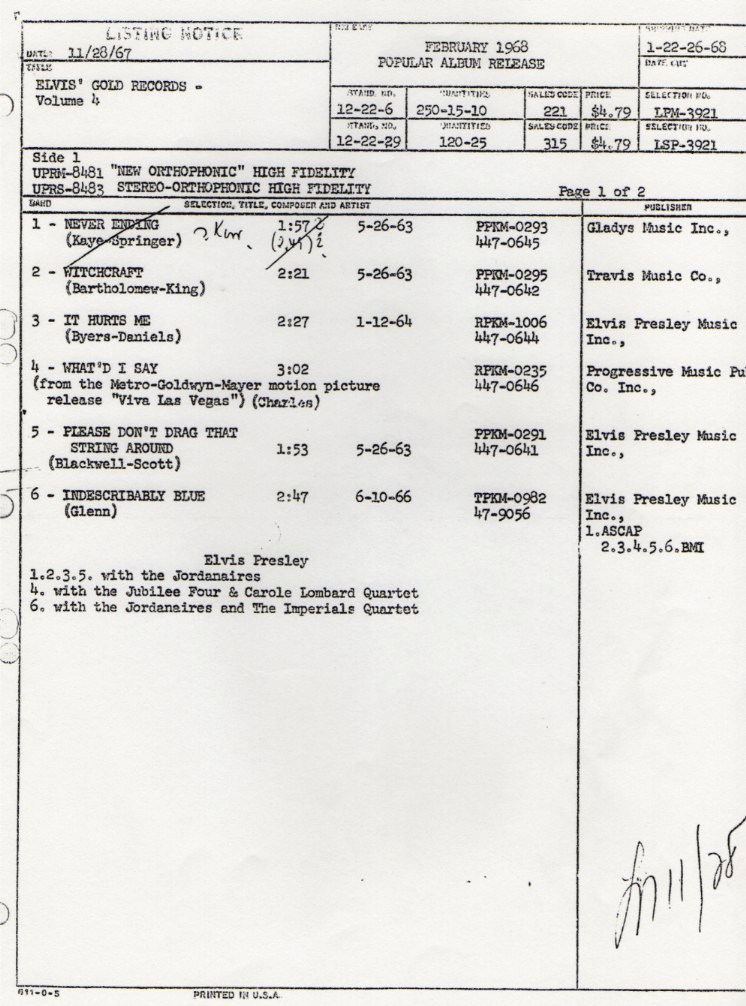 LISTING NOTICE
DATE 11/28/67
RELEASE
FEBRUARY 1968
POPULAR ALBUM RELEASE
1-22-26-68
DATE CUT
TITLE
ELVIS' GOLD RECORDS -
Volume 4
STAND. NO. QUANTITIES SALES CODE PRICE SELECTION NO.
12-22-6 250-15-10 221 $4.79 LPM-3921
STAND. NO. QUANTITIES SALES CODE PRICE SELECTION NO.
12-22-29 120-25 315 $4.79 LSP-3921
Side 1
UPRM-8481 "NEW ORTHOPHONIC" HIGH FIDELITY
UPRS-8483 STEREO-ORTHOPHONIC HIGH FIDELITY
Page 1 of 2
BAND SELECTION, TITLE, COMPOSER AND ARTIST PUBLISHER
1 - NEVER ENDING 1:57 5-26-63 PPKM-0293 Gladys Music Inc.,
(Kaye-Springer) 447-0645
2 - WITCHCRAFT 2:21 5-26-63 PPKM-0295 Travis Music Co.,
(Bartholomew-King) 447-0642
3 - IT HURTS ME 2:27 1-12-64 RPKM-1006 Elvis Presley Music
(Byers-Daniels) 447-0644 Inc.,
4 - WHAT'D I SAY 3:02 RPKM-0235 Progressive Music Pu
(from the Metro-Goldwyn-Mayer motion picture 447-0646 Co. Inc.,
release "Viva Las Vegas") (Charles)
5 - PLEASE DON'T DRAG THAT PPKM-0291 Elvis Presley Music
STRING AROUND 1:53 5-26-63 447-0641 Inc.,
(Blackwell-Scott)
6 - INDESCRIBABLY BLUE 2:47 6-10-66 TPKM-0982 Elvis Presley Music
(Glenn) 47-9056 Inc.,
1.ASCAP
2.3.4.5.6.BMI
Elvis Presley
1.2.3.5. with the Jordanaires
4. with the Jubilee Four & Carole Lombard Quartet
6. with the Jordanaires and The Imperials Quartet
11/28
911-0-5 PRINTED IN U.S.A.